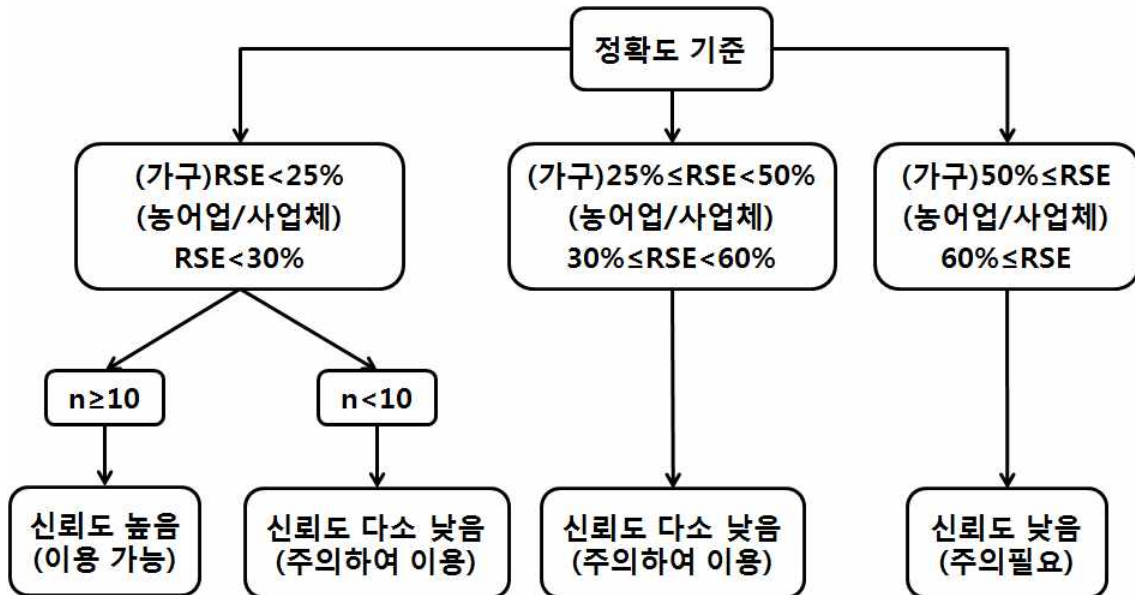 정확도 기준
(가구)RSE<25%
(농어업/사업체)
RSE<30%
(가구)25%≤RSE<50%
(농어업/사업체)
30%≤RSE<60%
(가구)50%≤RSE
(농어업/사업체)
60%≤RSE
n≥10
n<10
신뢰도 높음
(이용 가능)
신뢰도 다소 낮음
(주의하여 이용)
신뢰도 다소 낮음
(주의하여 이용)
신뢰도 낮음
(주의필요)